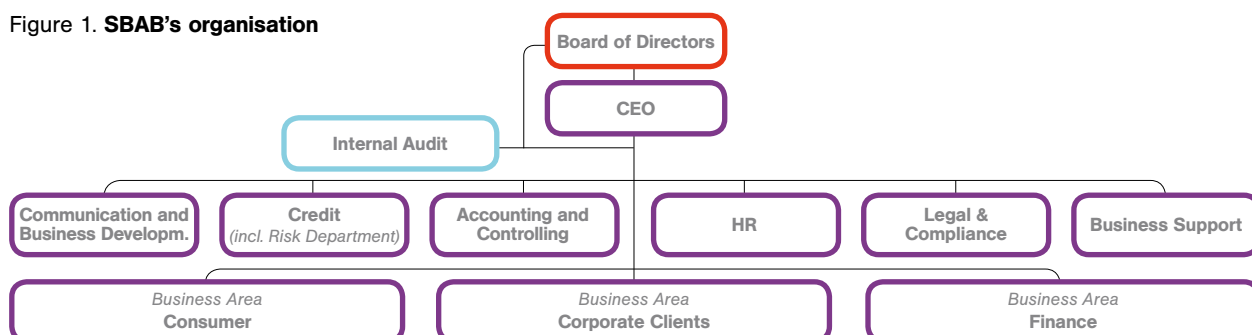 Figure 1. SBAB's organisation
Board of Directors
CEO
Internal Audit
Communication and
Business Developm.
Credit
(incl. Risk Department)
Accounting and
Controlling
HR
Legal &
Compliance
Business Support
Business Area
Consumer
Business Area
Corporate Clients
Business Area
Finance